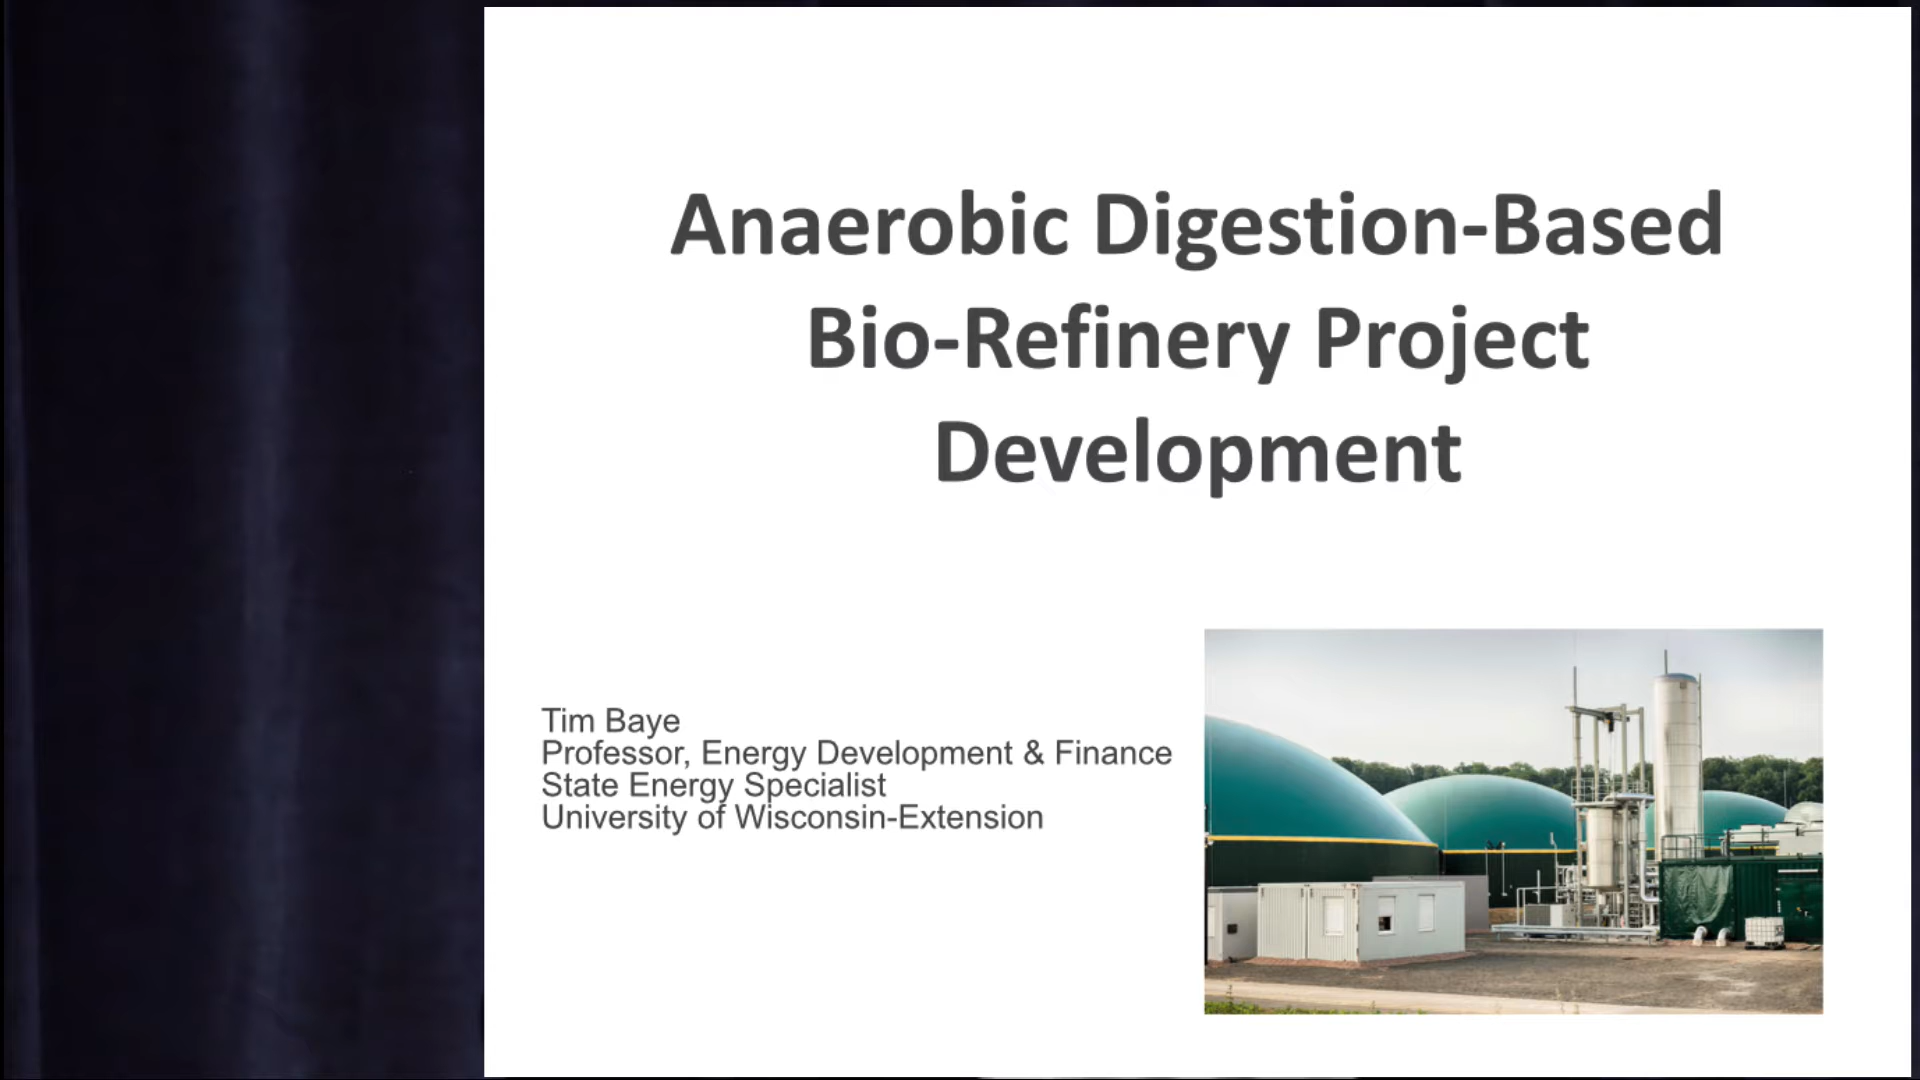 Anaerobic Digestion-Based
Bio-Refinery Project
Development
Tim Baye
Professor, Energy Development & Finance
State Energy Specialist
University of Wisconsin-Extension